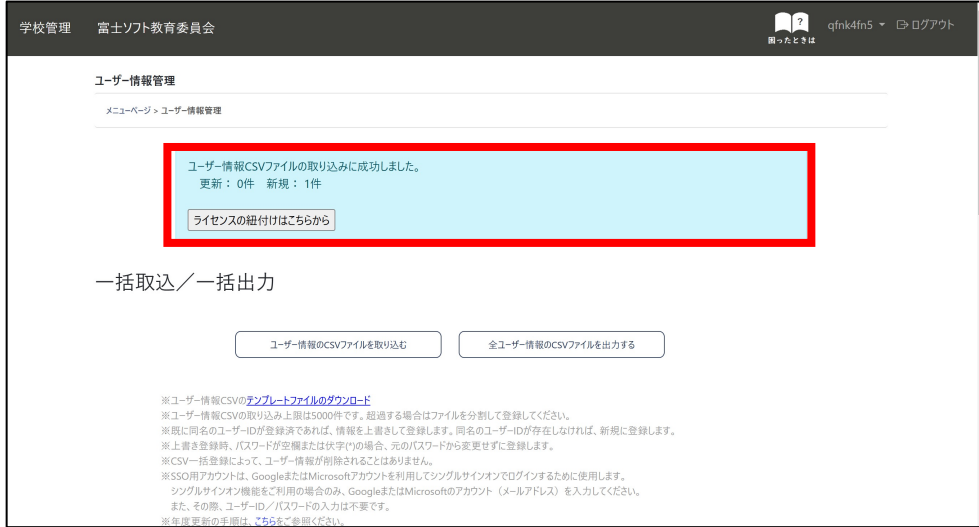 学校管理 富士ソフト教育委員会 ? 困ったときは qfnk4fn5 ログアウト
ユーザー情報管理
メニューページ > ユーザー情報管理
ユーザー情報CSVファイルの取り込みに成功しました。
更新： 0件 新規： 1件
ライセンスの紐付けはこちらから
一括取込／一括出力
ユーザー情報のCSVファイルを取り込む 全ユーザー情報のCSVファイルを出力する
※ユーザー情報CSVのテンプレートファイルのダウンロード
※ユーザー情報CSVの取り込み上限は5000件です。超過する場合はファイルを分割して登録してください。
※既に同名のユーザーIDが登録済であれば、情報を上書きして登録します。同名のユーザーIDが存在しなければ、新規に登録します。
※上書き登録時、パスワードが空欄または伏字(*)の場合、元のパスワードから変更せずに登録します。
※CSV一括登録によって、ユーザー情報が削除されることはありません。
※SSO用アカウントは、GoogleまたはMicrosoftアカウントを利用してシングルサインオンでログインするために使用します。
シングルサインオン機能をご利用の場合のみ、GoogleまたはMicrosoftのアカウント（メールアドレス）を入力してください。
また、その際、ユーザーID／パスワードの入力は不要です。
※年度更新の手順は、こちらをご参照ください。